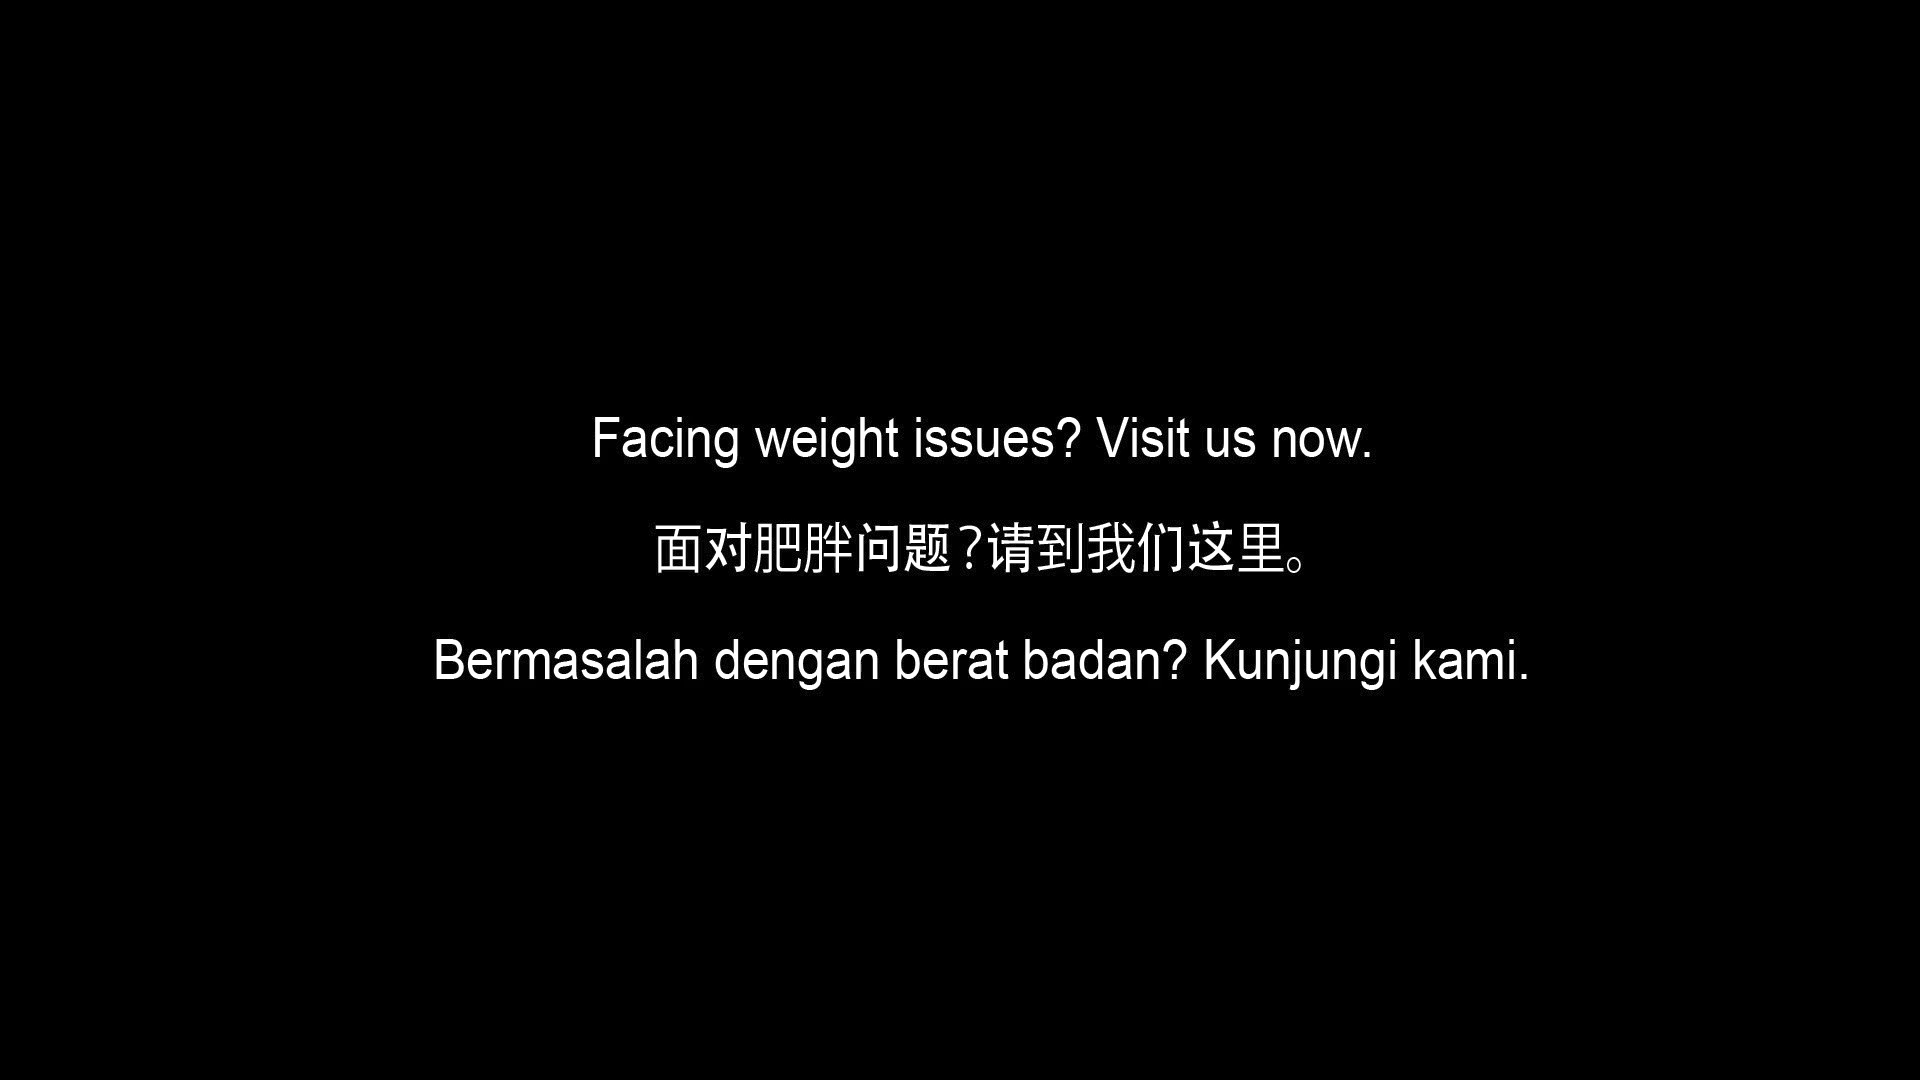 Facing weight issues? Visit us now.
面对肥胖问题？请到我们这里。
Bermasalah dengan berat badan? Kunjungi kami.